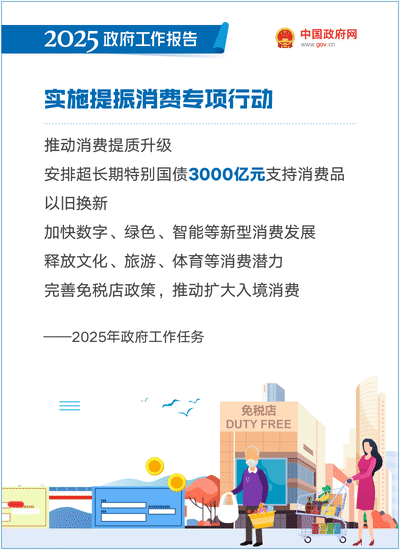 2025政府工作报告
中国政府网
www.gov.cn
实施提振消费专项行动
推动消费提质升级
安排超长期特别国债3000亿元支持消费品
以旧换新
加快数字、绿色、智能等新型消费发展
释放文化、旅游、体育等消费潜力
完善免税店政策，推动扩大入境消费
——2025年政府工作任务
免税店
DUTY FREE